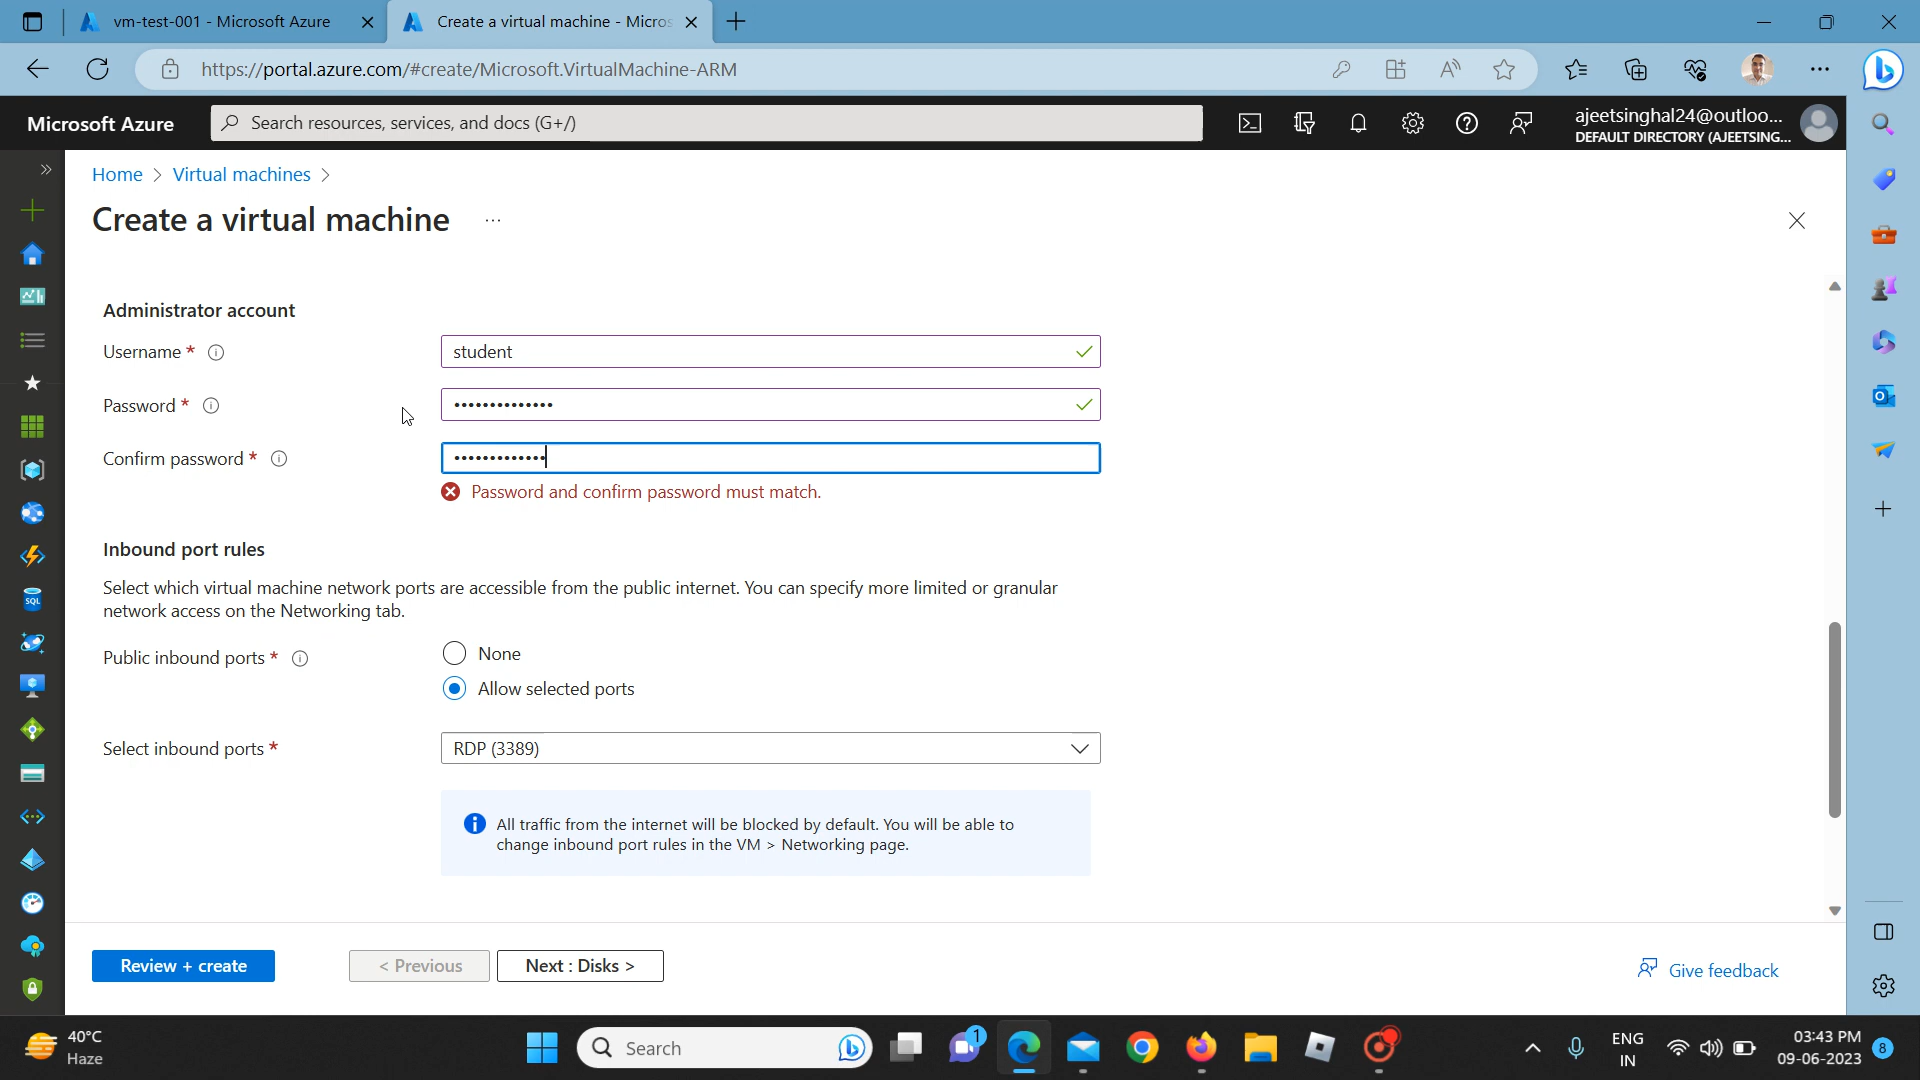 vm-test-001 - Microsoft Azure
Create a virtual machine - Micros
https://portal.azure.com/#create/Microsoft.VirtualMachine-ARM
Microsoft Azure
Search resources, services, and docs (G+/)
ajeetsinghal24@outloo...
DEFAULT DIRECTORY (AJEETSING...
Home > Virtual machines >
Create a virtual machine ...
Administrator account
Username *
student
Password *
••••••••••••••
Confirm password *
•••••••••••••
Password and confirm password must match.
Inbound port rules
Select which virtual machine network ports are accessible from the public internet. You can specify more limited or granular
network access on the Networking tab.
Public inbound ports *
None
Allow selected ports
Select inbound ports *
RDP (3389)
All traffic from the internet will be blocked by default. You will be able to
change inbound port rules in the VM > Networking page.
Review + create
< Previous
Next : Disks >
Give feedback
SQL
40°C
Haze
Search
1
ENG
IN
03:43 PM
09-06-2023
8